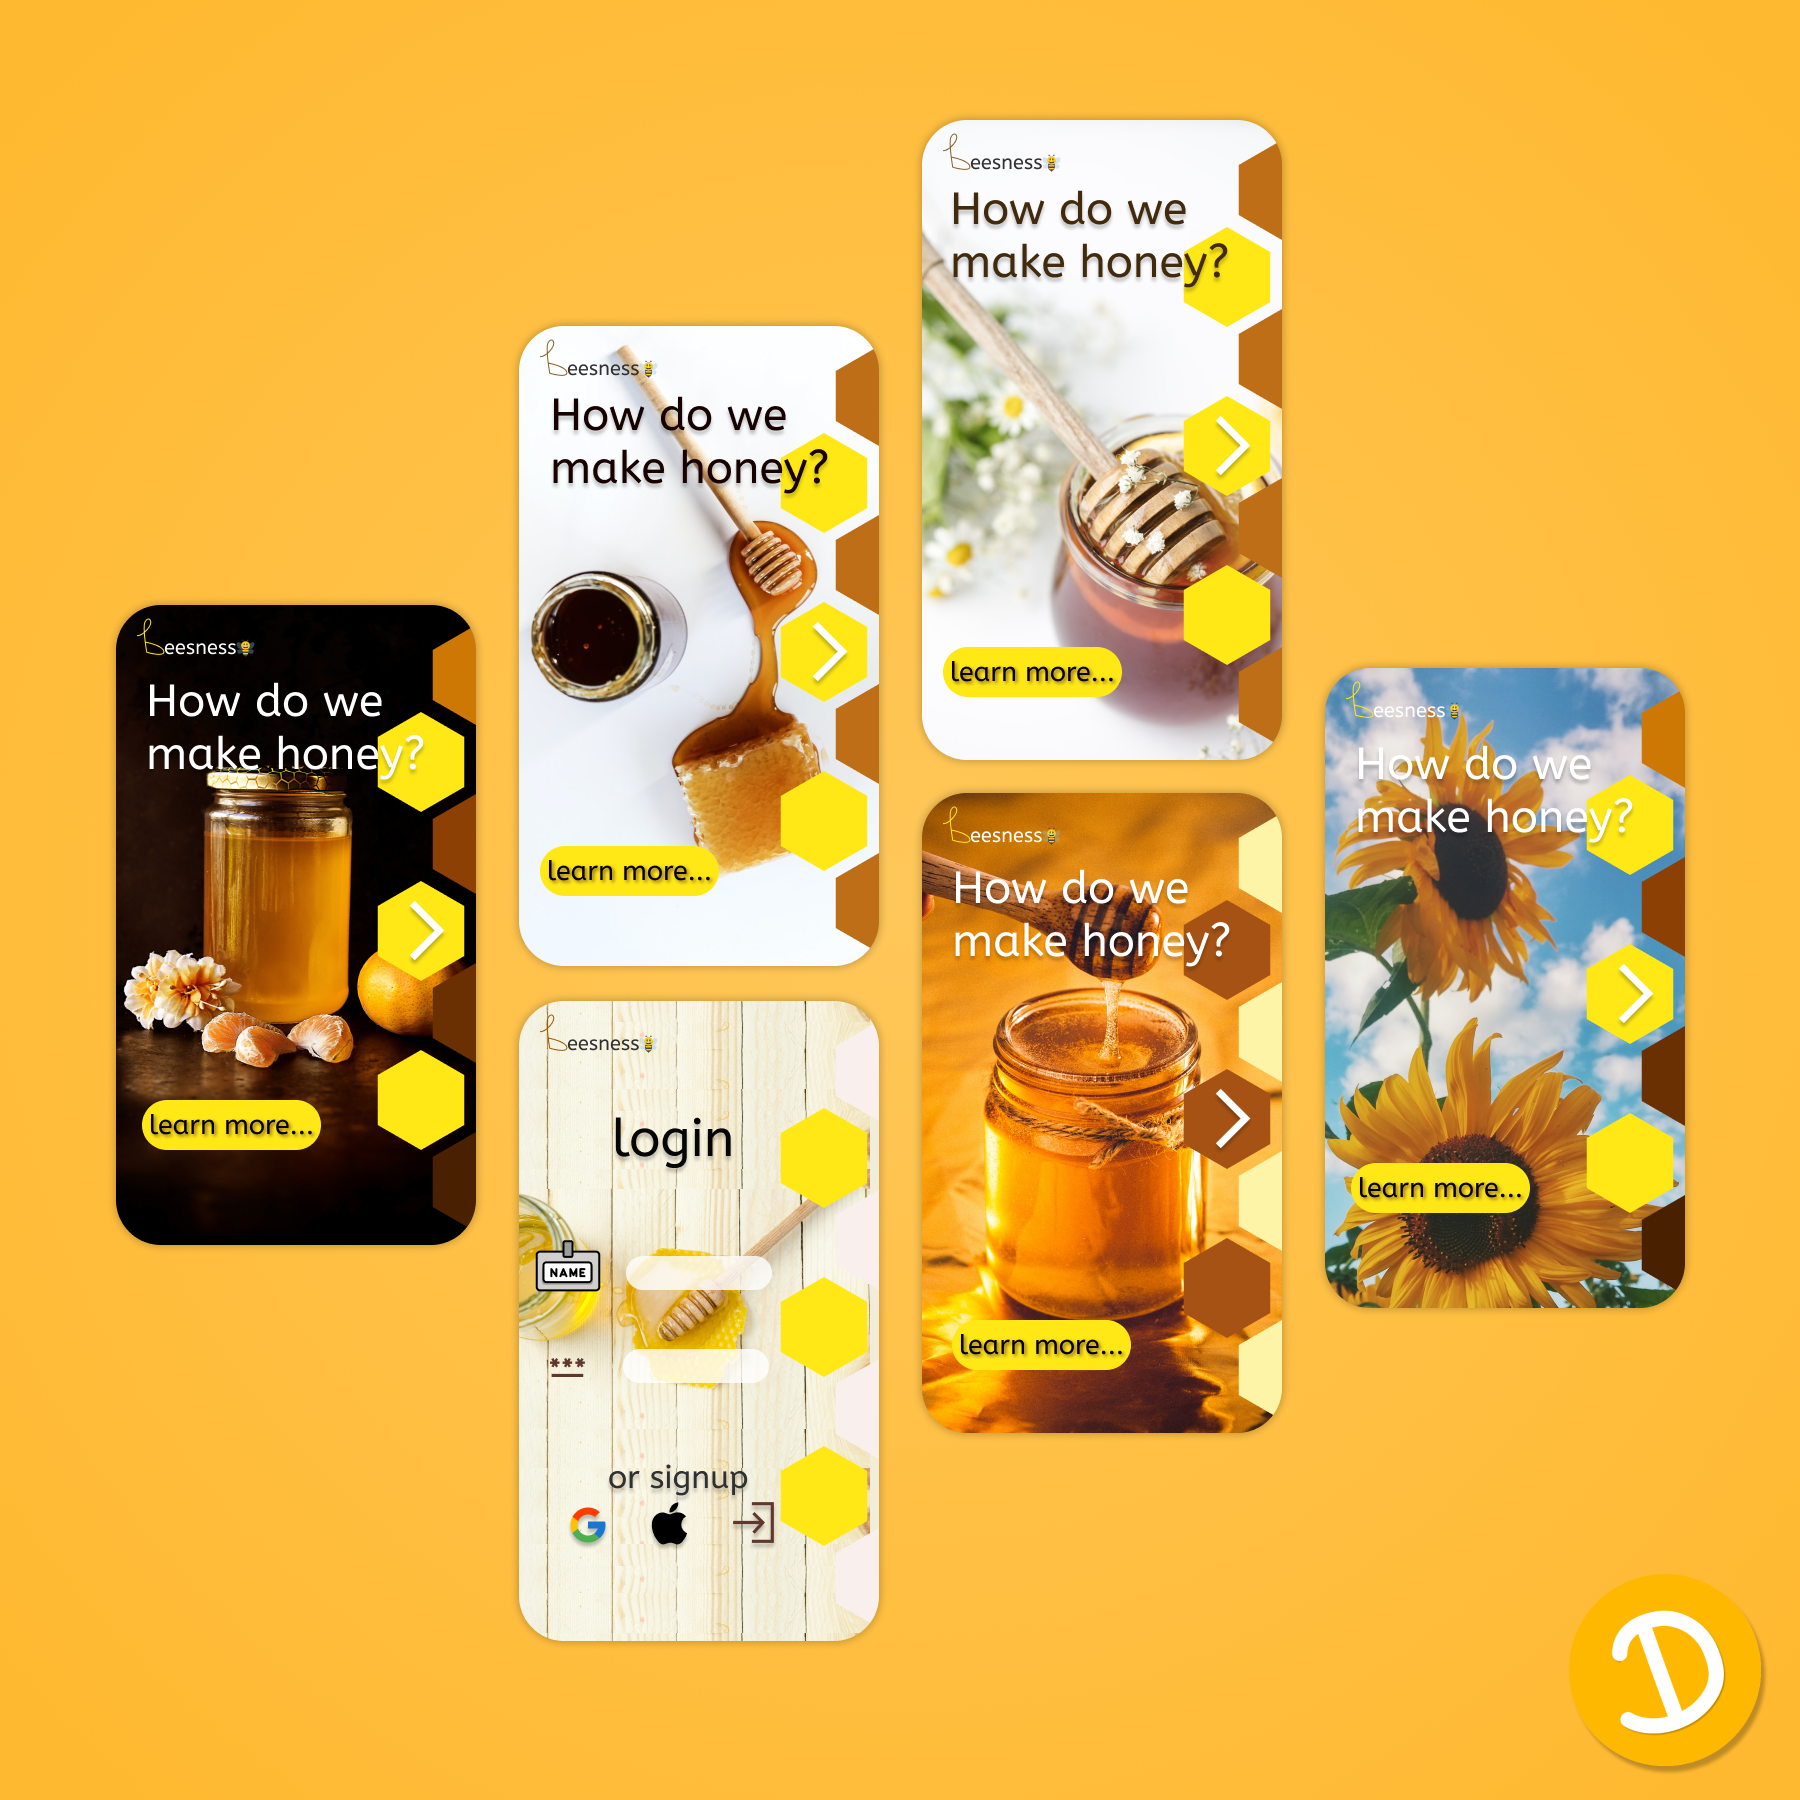 beesness
How do we
make honey?
learn more...
beesness
How do we
make honey?
learn more...
beesness
login
NAME
***
or signup
beesness
How do we
make honey?
learn more...
beesness
How do we
make honey?
learn more...
beesness
How do we
make honey?
learn more...
D